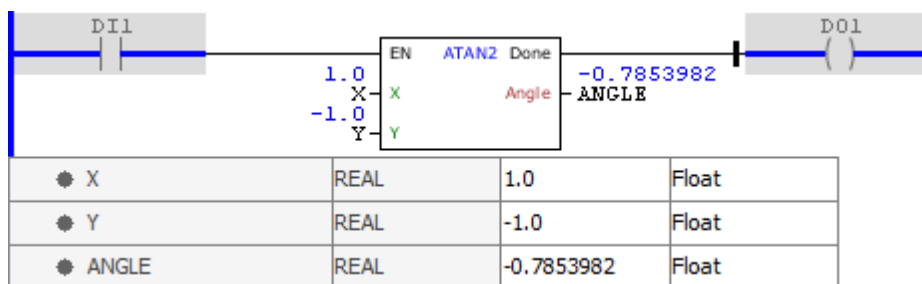 DI1 DO1
EN ATAN2 Done
1.0 -0.7853982
X X Angle ANGLE
-1.0
Y Y
X REAL 1.0 Float
Y REAL -1.0 Float
ANGLE REAL -0.7853982 Float